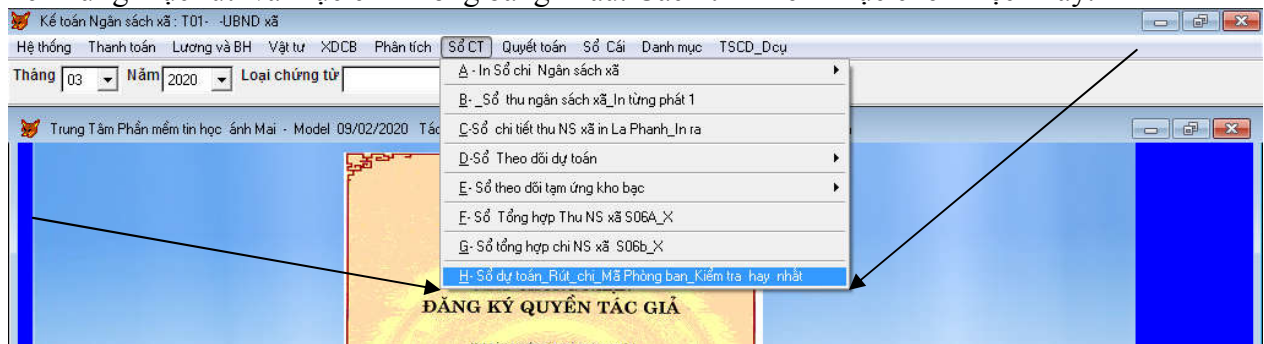 Kế toán Ngân sách xã : T01- -UBND xã
Hệ thống Thanh toán Lương và BH Vật tư XDCB Phân tích Sổ CT Quyết toán Sổ Cái Danh mục TSCD_Dcụ
Tháng 03 Năm 2020 Loại chứng từ
A - In Sổ chi Ngân sách xã
B- _Sổ thu ngân sách xã_In từng phát 1
C-Sổ chi tiết thu NS xã in La Phanh_In ra
Trung Tâm Phần mềm tin học ánh Mai - Model 09/02/2020 Tác
D-Sổ Theo dõi dự toán
E- Sổ theo dõi tạm ứng kho bạc
F- Sổ Tổng hợp Thu NS xã S06A_X
G- Sổ tổng hợp chi NS xã S06b_X
H- Sổ dự toán_Rút_chi_Mã Phòng ban_Kiểm tra hay nhất
ĐĂNG KÝ QUYỀN TÁC GIẢ